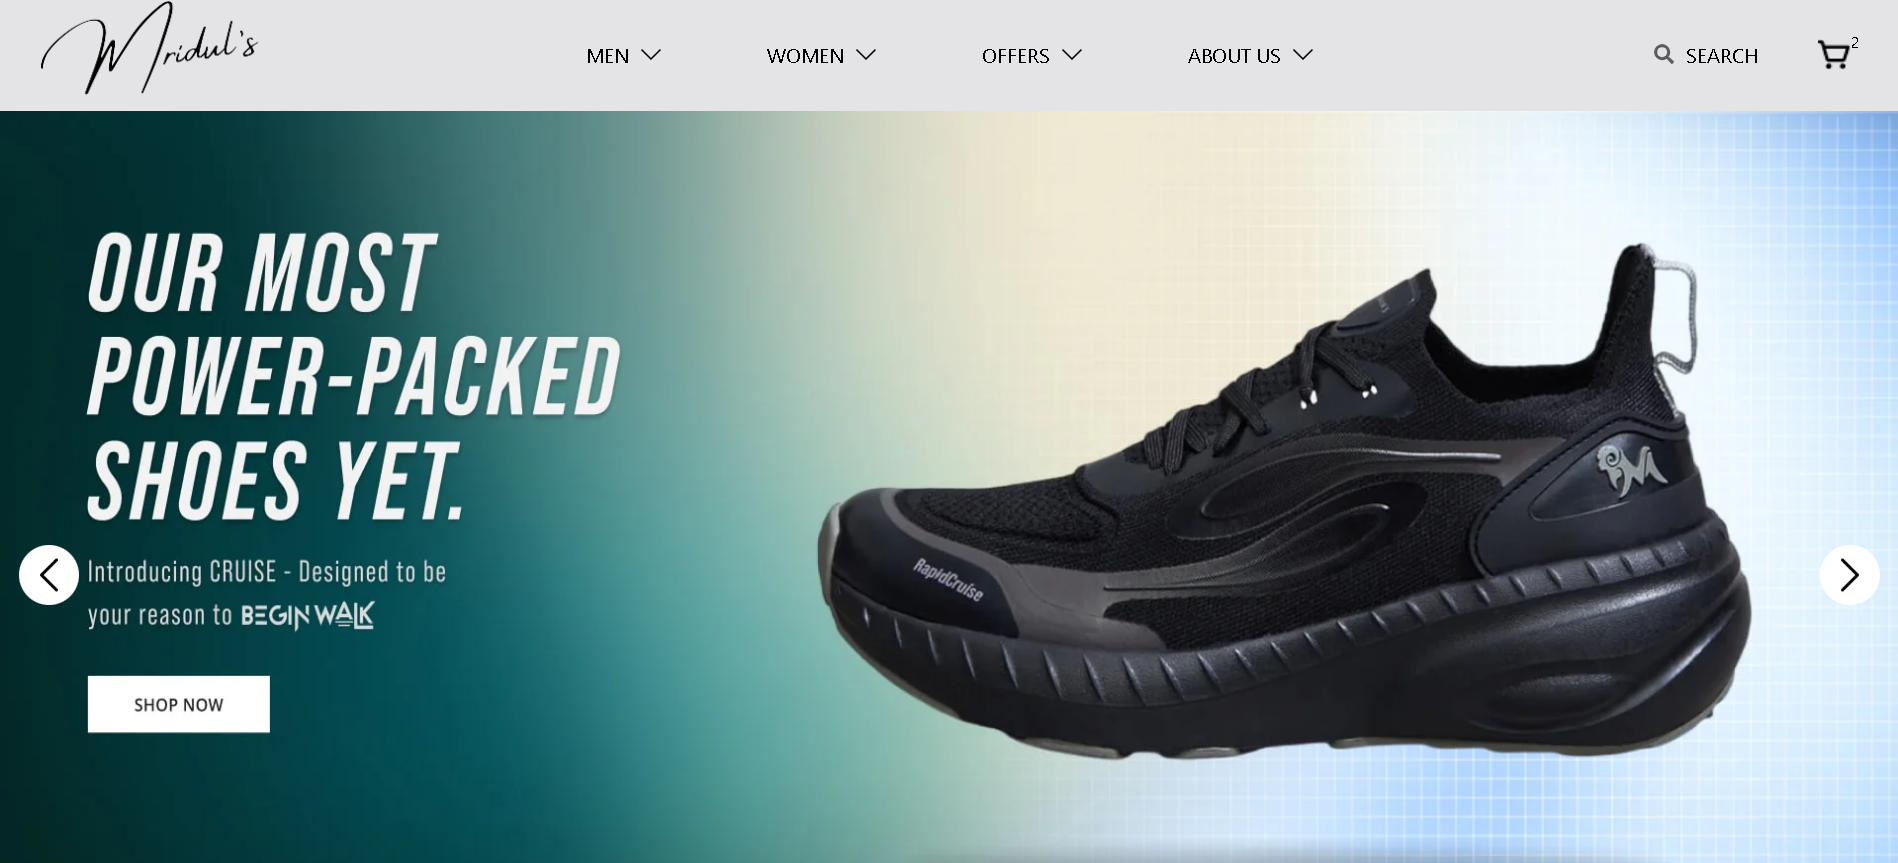 Mridul's
MEN
WOMEN
OFFERS
ABOUT US
SEARCH
2
OUR MOST
POWER-PACKED
SHOES YET.
Introducing CRUISE - Designed to be
your reason to BEGIN WALK
SHOP NOW
RapidCruise
M